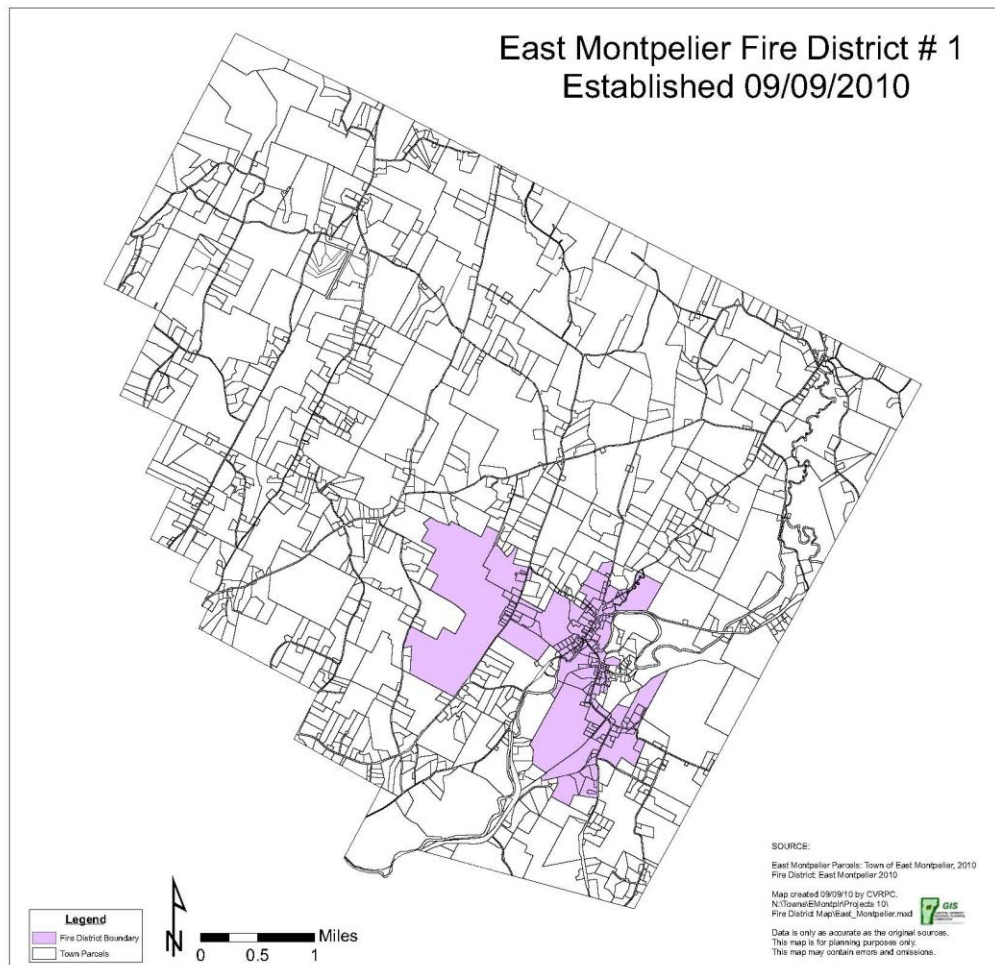 East Montpelier Fire District # 1
Established 09/09/2010
SOURCE:
East Montpelier Parcels: Town of East Montpelier, 2010
Fire District: East Montpelier 2010
Map created 09/09/10 by CVRPC.
N:\Towns\EMontplr\Projects 10\
Fire District Map\East_Montpelier.mxd
GIS
Data is only as accurate as the original sources.
This map is for planning purposes only.
This map may contain errors and omissions.
Legend
Fire District Boundary
Town Parcels
N
Miles
0 0.5 1